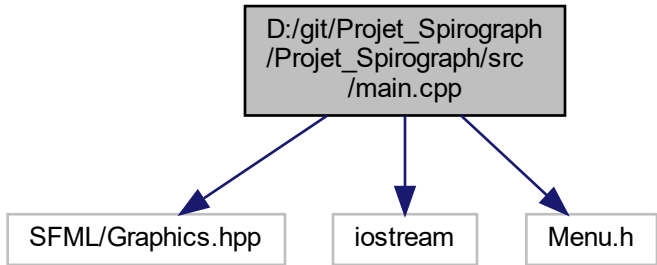 D:/git/Projet_Spirograph
/Projet_Spirograph/src
/main.cpp
SFML/Graphics.hpp
iostream
Menu.h